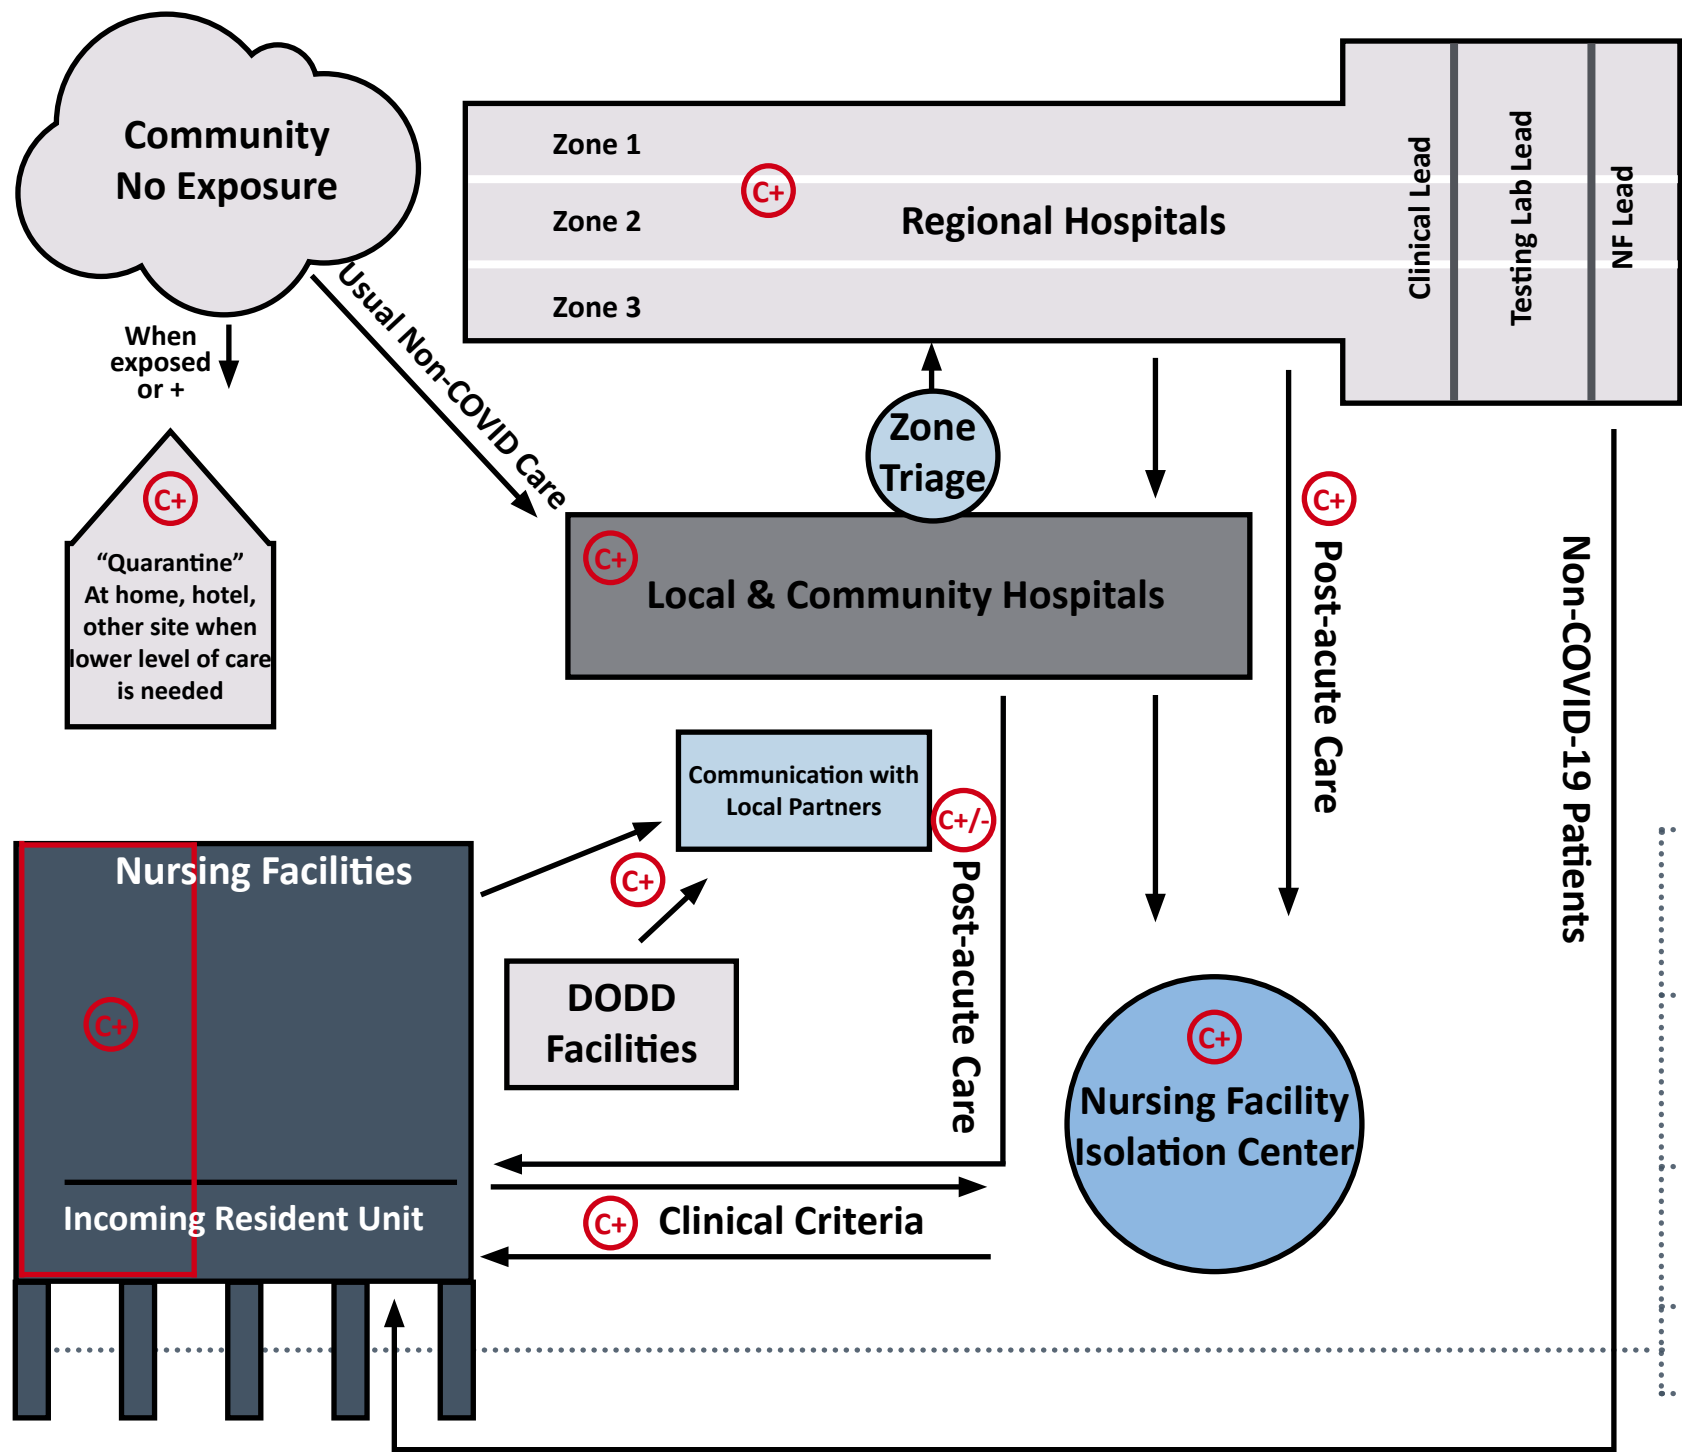 Community
No Exposure
When
exposed
or +
C+
“Quarantine”
At home, hotel,
other site when
lower level of care
is needed
Usual Non-COVID Care
Zone 1
Zone 2
Zone 3
C+
Regional Hospitals
Clinical Lead
Testing Lab Lead
NF Lead
Zone
Triage
C+
Local & Community Hospitals
C+
Post-acute Care
Non-COVID-19 Patients
Communication with
Local Partners
C+/-
Post-acute Care
C+
DODD
Facilities
Nursing Facilities
C+
Incoming Resident Unit
C+
Clinical Criteria
C+
Nursing Facility
Isolation Center